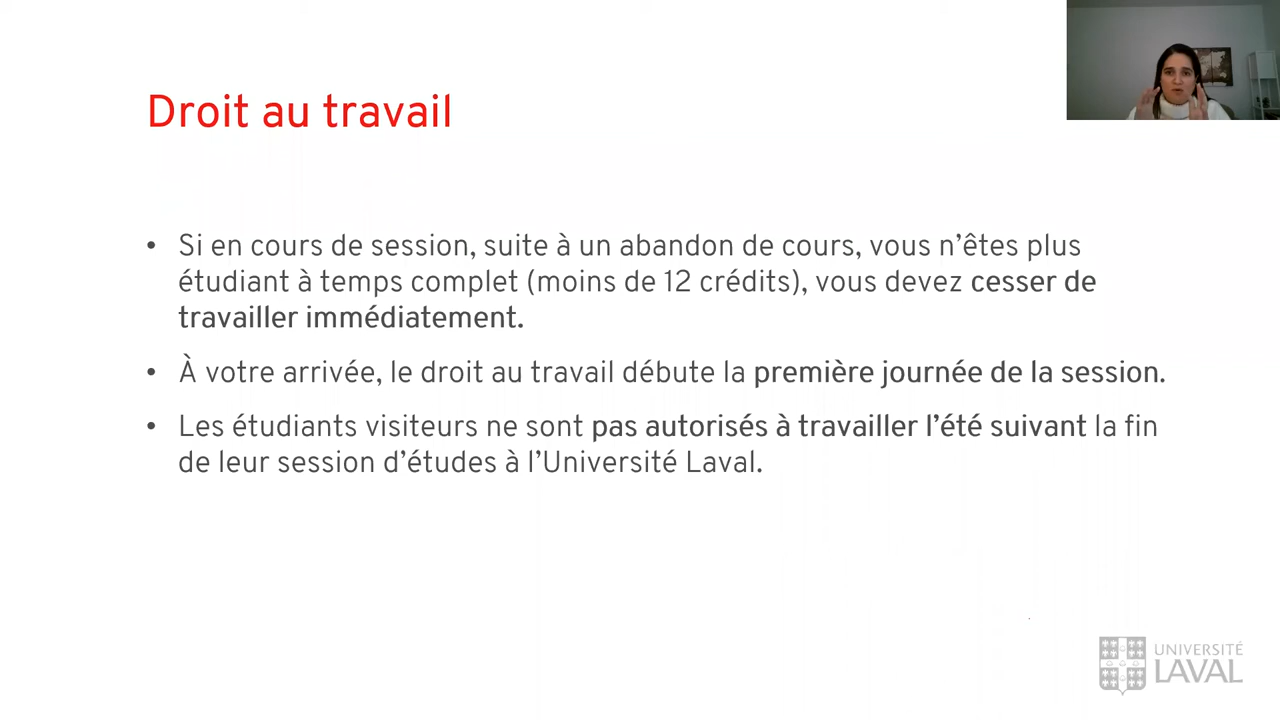 Droit au travail
• Si en cours de session, suite à un abandon de cours, vous n’êtes plus
étudiant à temps complet (moins de 12 crédits), vous devez cesser de
travailler immédiatement.
• À votre arrivée, le droit au travail débute la première journée de la session.
• Les étudiants visiteurs ne sont pas autorisés à travailler l’été suivant la fin
de leur session d’études à l’Université Laval.
UNIVERSITÉ
LAVAL